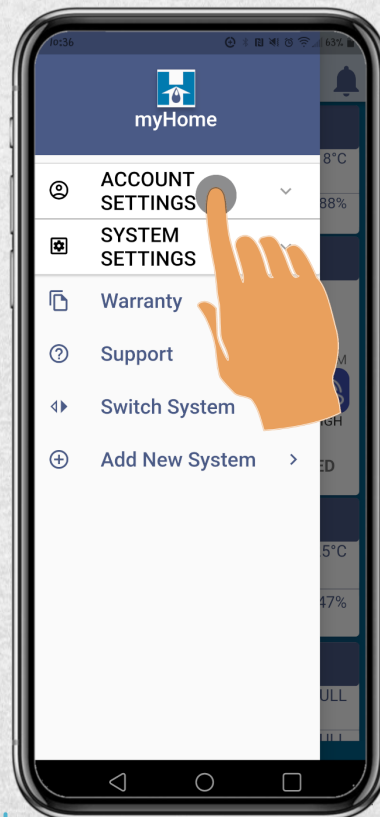 10:36
63%
myHome
8°C
ACCOUNT
SETTINGS
88%
SYSTEM
SETTINGS
Warranty
Support
M
Switch System
GH
Add New System
ED
5°C
47%
ULL